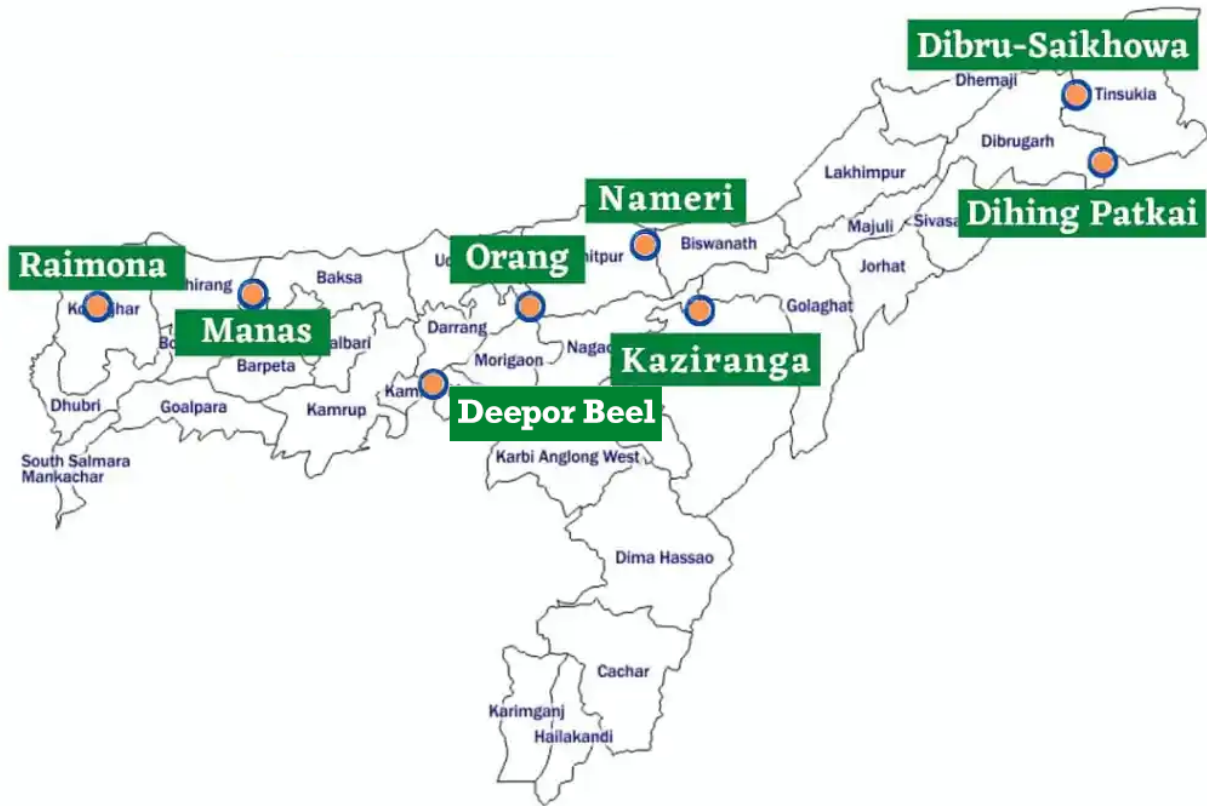 Dibru-Saikhowa
Dhemaji
Tinsukia
Dibrugarh
Lakhimpur
Nameri
Dihing Patkai
Majuli
Biswanath
Orang
Raimona
Jorhat
Baksa
Golaghat
Manas
Darrang
Kaziranga
Morigaon
Barpeta
Deepor Beel
Dhubri
Goalpara
Kamrup
Karbi Anglong West
South Salmara
Mankachar
Dima Hassao
Cachar
Karimganj
Hailakandi